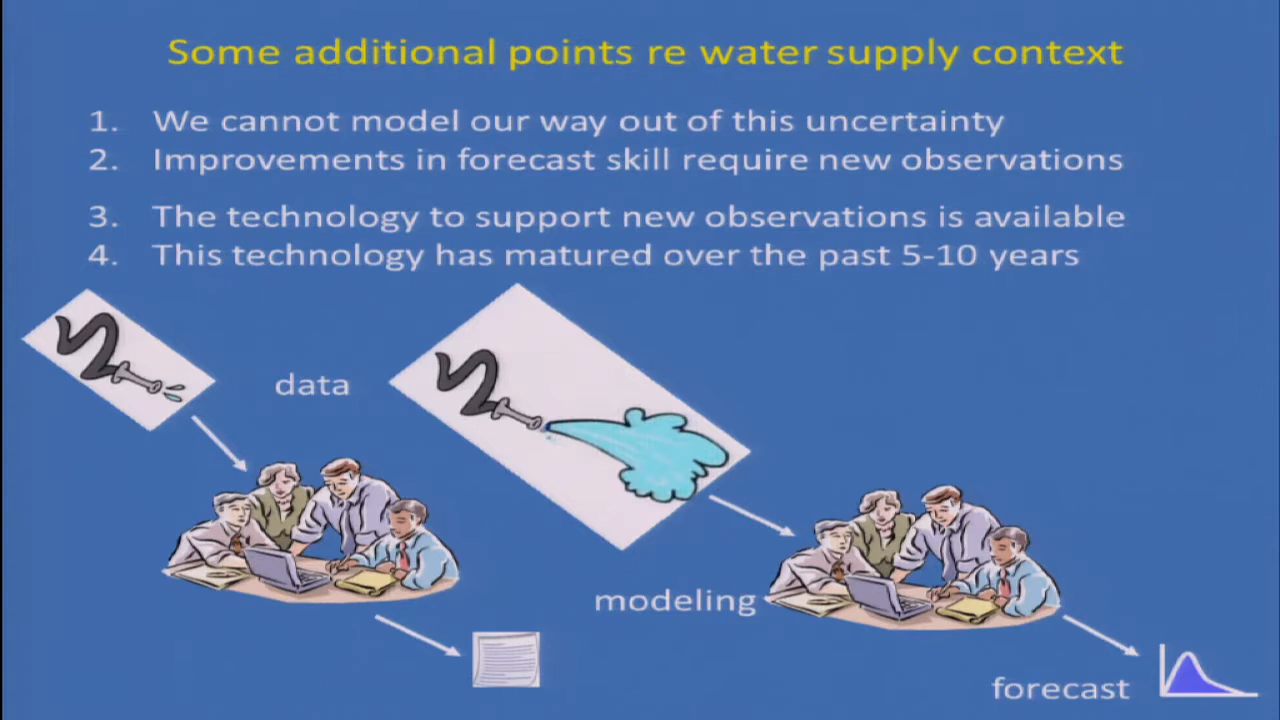 Some additional points re water supply context
1. We cannot model our way out of this uncertainty
2. Improvements in forecast skill require new observations
3. The technology to support new observations is available
4. This technology has matured over the past 5-10 years
data
modeling
forecast